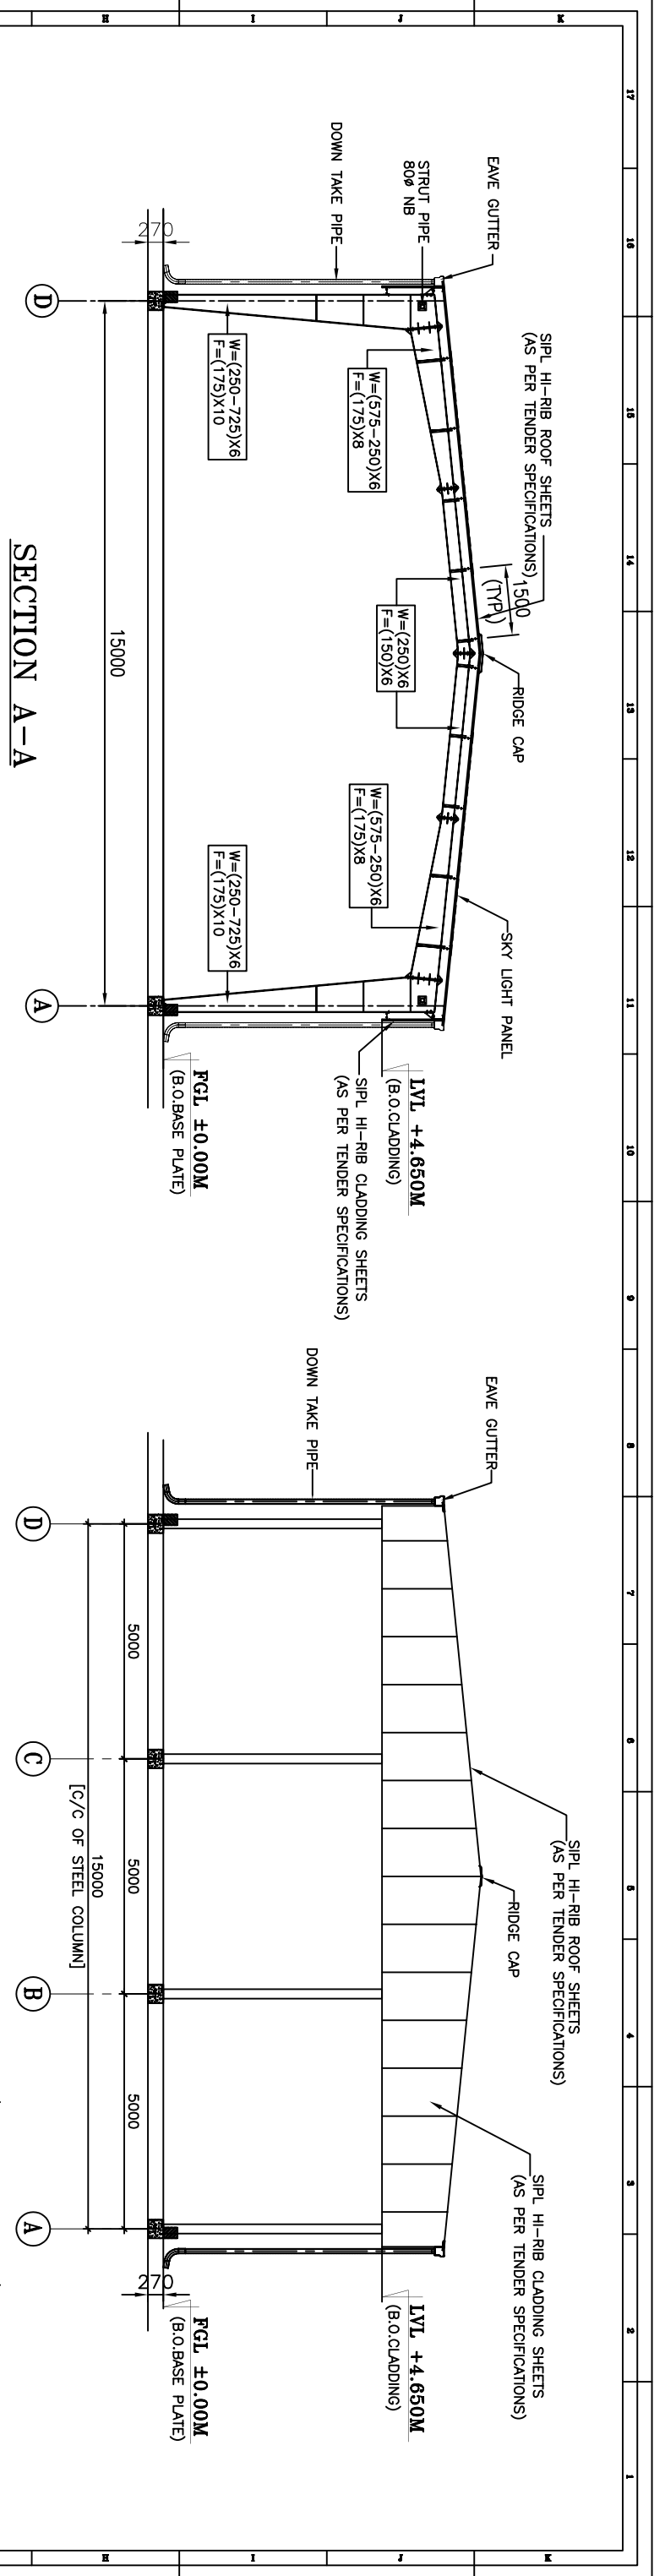 17
16
15
14
13
12
11
10
9
8
7
6
5
4
3
2
1
K
J
I
H
K
J
I
H
SIPL HI-RIB ROOF SHEETS
(AS PER TENDER SPECIFICATIONS)
1500
(TYP.)
RIDGE CAP
SKY LIGHT PANEL
EAVE GUTTER
STRUT PIPE
80Ø NB
DOWN TAKE PIPE
W=(575-250)X6
F=(175)X8
W=(250)X6
F=(150)X6
W=(575-250)X6
F=(175)X8
W=(250-725)X6
F=(175)X10
W=(250-725)X6
F=(175)X10
LVL +4.650M
(B.O.CLADDING)
SIPL HI-RIB CLADDING SHEETS
(AS PER TENDER SPECIFICATIONS)
FGL ±0.00M
(B.O.BASE PLATE)
270
15000
D
A
SECTION A-A
SIPL HI-RIB ROOF SHEETS
(AS PER TENDER SPECIFICATIONS)
SIPL HI-RIB CLADDING SHEETS
(AS PER TENDER SPECIFICATIONS)
RIDGE CAP
EAVE GUTTER
DOWN TAKE PIPE
LVL +4.650M
(B.O.CLADDING)
FGL ±0.00M
(B.O.BASE PLATE)
270
5000
5000
5000
15000
[C/C OF STEEL COLUMN]
D
C
B
A